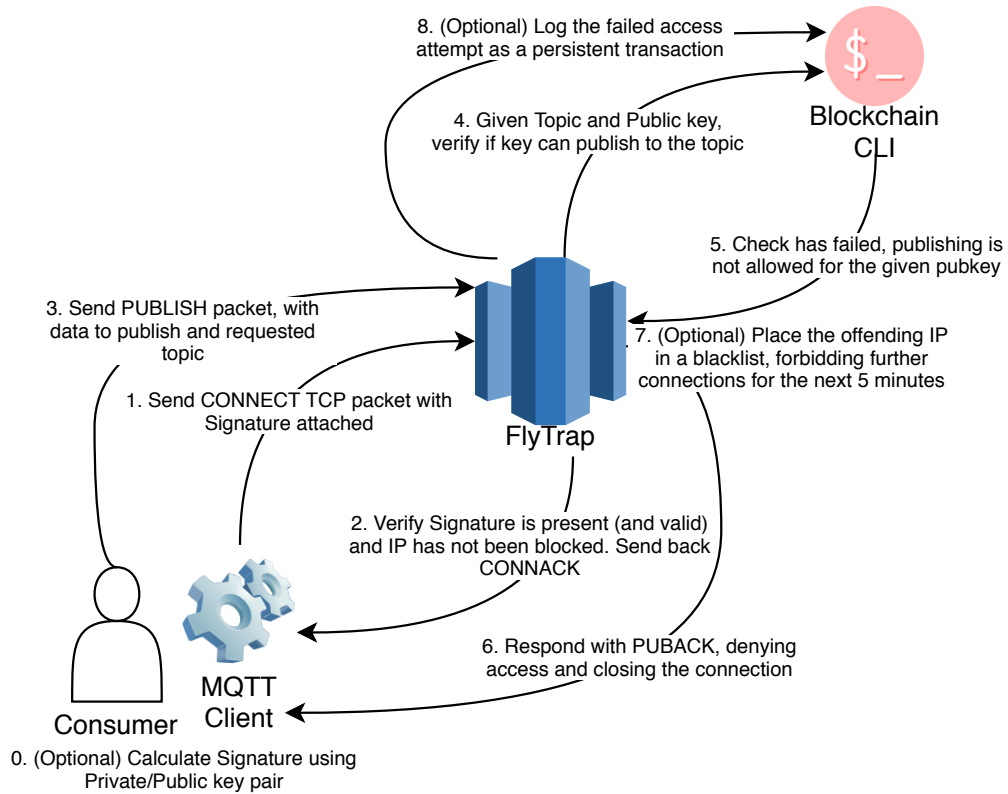 8. (Optional) Log the failed access
attempt as a persistent transaction
$_
Blockchain
CLI
4. Given Topic and Public key,
verify if key can publish to the topic
5. Check has failed, publishing is
not allowed for the given pubkey
3. Send PUBLISH packet, with
data to publish and requested
topic
7. (Optional) Place the offending IP
in a blacklist, forbidding further
connections for the next 5 minutes
1. Send CONNECT TCP packet with
Signature attached
FlyTrap
2. Verify Signature is present (and valid)
and IP has not been blocked. Send back
CONNACK
6. Respond with PUBACK, denying
access and closing the connection
MQTT
Client
Consumer
0. (Optional) Calculate Signature using
Private/Public key pair